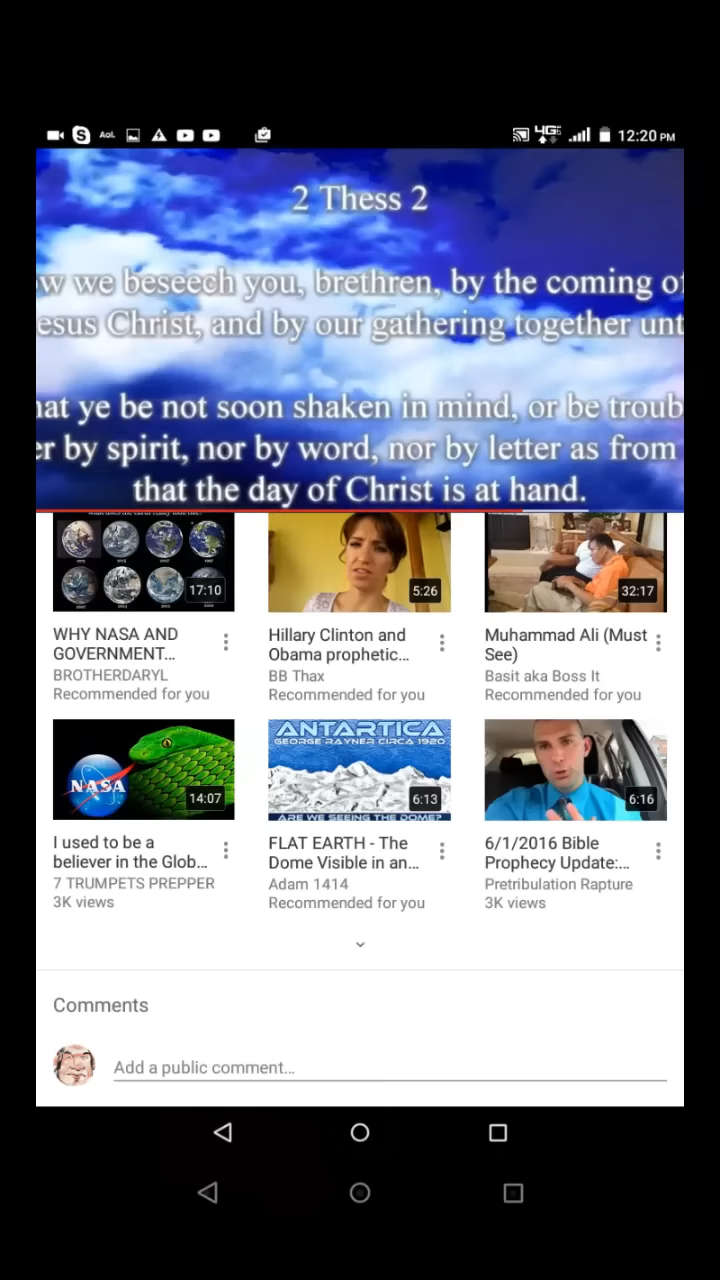 AOL
4G
12:20 PM
2 Thess 2
ow we beseech you, brethren, by the coming of
esus Christ, and by our gathering together unt
hat ye be not soon shaken in mind, or be troub
er by spirit, nor by word, nor by letter as from
that the day of Christ is at hand.
17:10
5:26
32:17
WHY NASA AND
GOVERNMENT...
BROTHERDARYL
Recommended for you
Hillary Clinton and
Obama prophetic...
BB Thax
Recommended for you
Muhammad Ali (Must
See)
Basit aka Boss It
Recommended for you
NASA
14:07
ANTARTICA
GEORGE RAYNER CIRCA 1920
6:13
ARE WE SEEING THE DOME?
6:16
I used to be a
believer in the Glob...
7 TRUMPETS PREPPER
3K views
FLAT EARTH - The
Dome Visible in an...
Adam 1414
Recommended for you
6/1/2016 Bible
Prophecy Update:...
Pretribulation Rapture
3K views
Comments
Add a public comment...